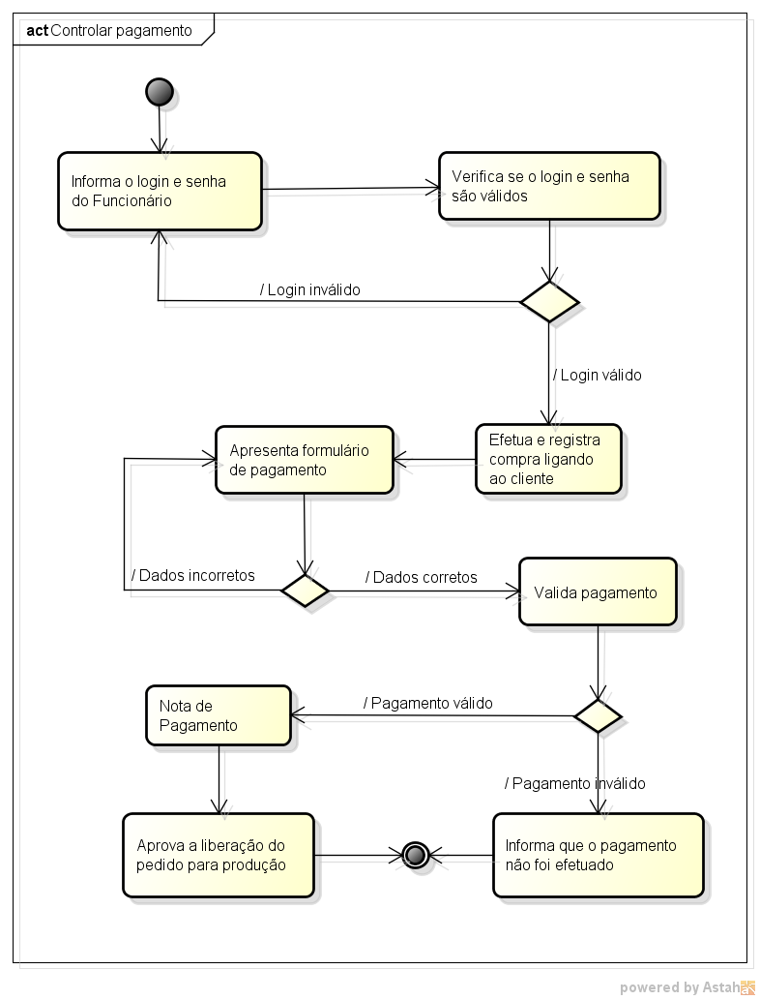 act Controlar pagamento
Informa o login e senha
do Funcionário
Verifica se o login e senha
são válidos
/ Login inválido
/ Login válido
Efetua e registra
compra ligando
ao cliente
Apresenta formulário
de pagamento
/ Dados incorretos
/ Dados corretos
Valida pagamento
/ Pagamento válido
Nota de
Pagamento
/ Pagamento inválido
Aprova a liberação do
pedido para produção
Informa que o pagamento
não foi efetuado
powered by Astah